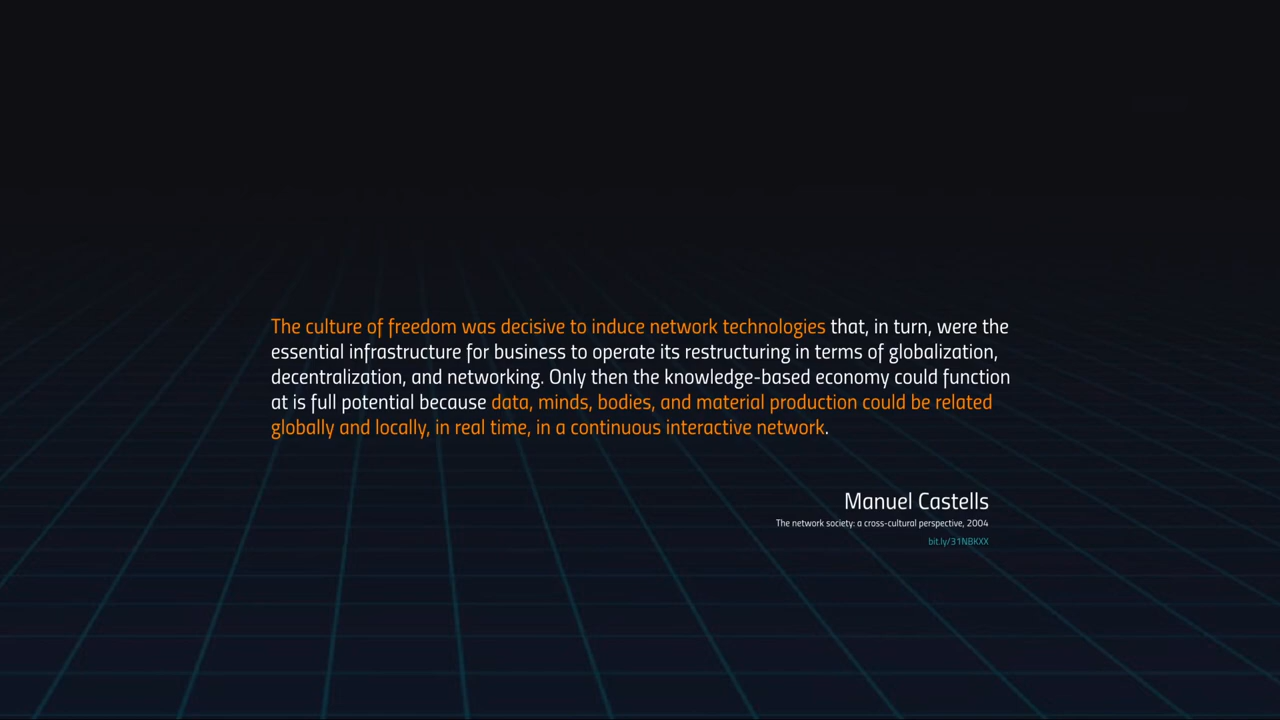 The culture of freedom was decisive to induce network technologies that, in turn, were the
essential infrastructure for business to operate its restructuring in terms of globalization,
decentralization, and networking. Only then the knowledge-based economy could function
at is full potential because data, minds, bodies, and material production could be related
globally and locally, in real time, in a continuous interactive network.
Manuel Castells
The network society: a cross-cultural perspective, 2004
bit.ly/31NBKXX